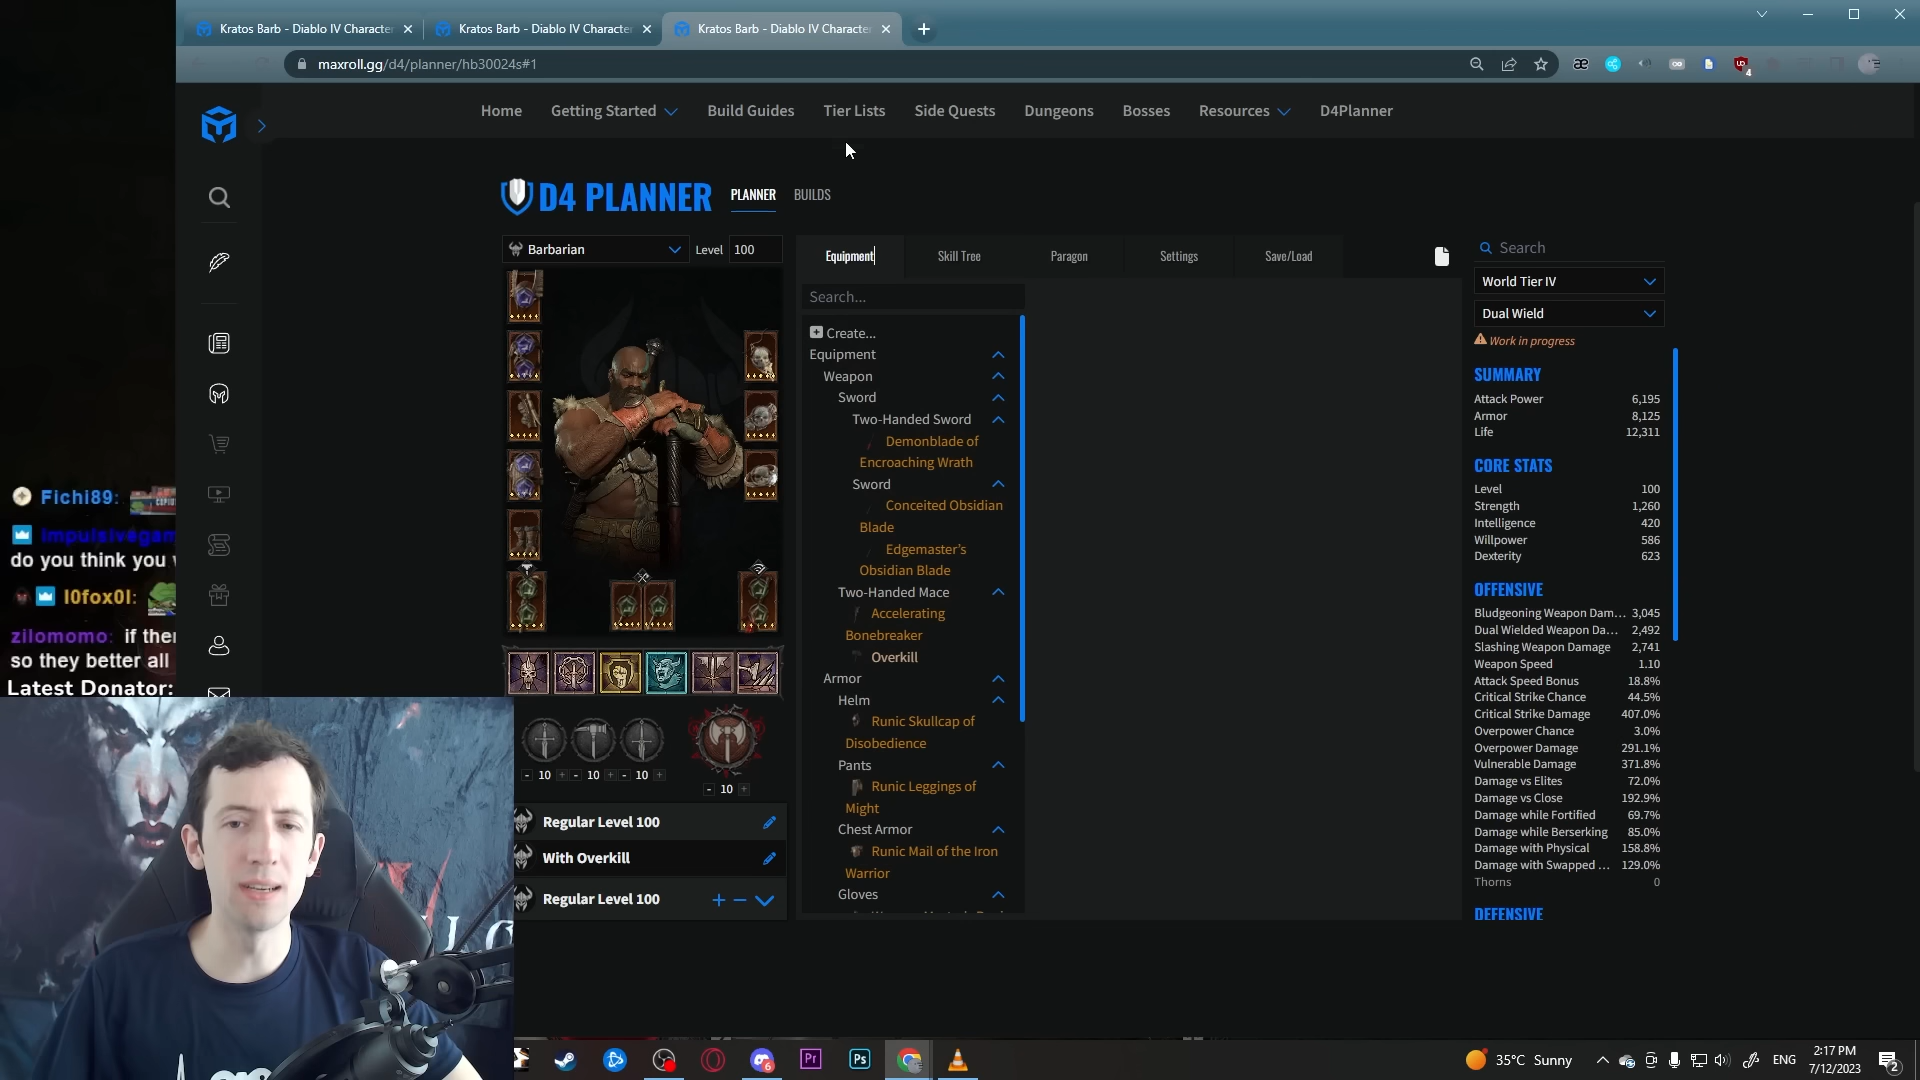 Kratos Barb - Diablo IV Character
Kratos Barb - Diablo IV Character
Kratos Barb - Diablo IV Character
maxroll.gg/d4/planner/hb30024s#1
Home
Getting Started
Build Guides
Tier Lists
Side Quests
Dungeons
Bosses
Resources
D4Planner
D4 PLANNER
PLANNER
BUILDS
Barbarian
Level
100
Equipment
Skill Tree
Paragon
Settings
Save/Load
Search...
Create...
Equipment
Weapon
Sword
Two-Handed Sword
Demonblade of
Encroaching Wrath
Sword
Conceited Obsidian
Blade
Edgemaster's
Obsidian Blade
Two-Handed Mace
Accelerating
Bonebreaker
Overkill
Armor
Helm
Runic Skullcap of
Disobedience
Pants
Runic Leggings of
Might
Chest Armor
Runic Mail of the Iron
Warrior
Gloves
- 10 + - 10 + - 10 +
- 10 +
Regular Level 100
With Overkill
Regular Level 100
Search
World Tier IV
Dual Wield
Work in progress
SUMMARY
Attack Power 6,195
Armor 8,125
Life 12,311
CORE STATS
Level 100
Strength 1,260
Intelligence 420
Willpower 586
Dexterity 623
OFFENSIVE
Bludgeoning Weapon Dam... 3,045
Dual Wielded Weapon Da... 2,492
Slashing Weapon Damage 2,741
Weapon Speed 1.10
Attack Speed Bonus 18.8%
Critical Strike Chance 44.5%
Critical Strike Damage 407.0%
Overpower Chance 3.0%
Overpower Damage 291.1%
Vulnerable Damage 371.8%
Damage vs Elites 72.0%
Damage vs Close 192.9%
Damage while Fortified 69.7%
Damage while Berserking 85.0%
Damage with Physical 158.8%
Damage with Swapped ... 129.0%
Thorns 0
DEFENSIVE
Fichi89:
impulsivegam
do you think you
l0fox0l:
zilomomo: if ther
so they better all
Latest Donator:
Pr
Ps
6
35°C Sunny
ENG
2:17 PM
7/12/2023
2
4